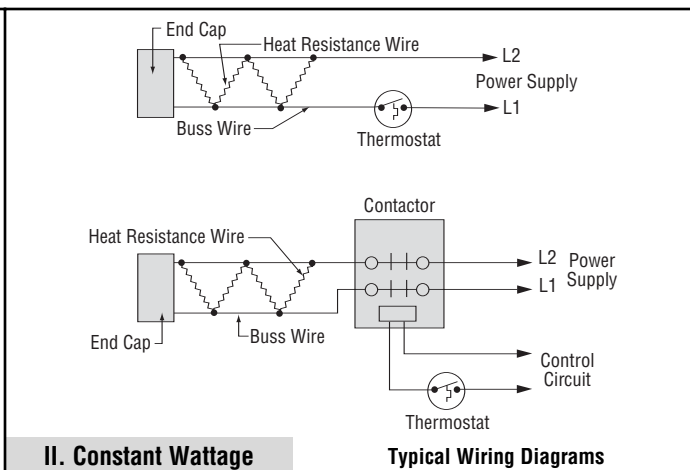 End Cap
Heat Resistance Wire
L2
Power Supply
L1
Buss Wire
Thermostat
Contactor
Heat Resistance Wire
L2 Power
L1 Supply
End Cap
Buss Wire
Control
Circuit
Thermostat
II. Constant Wattage
Typical Wiring Diagrams